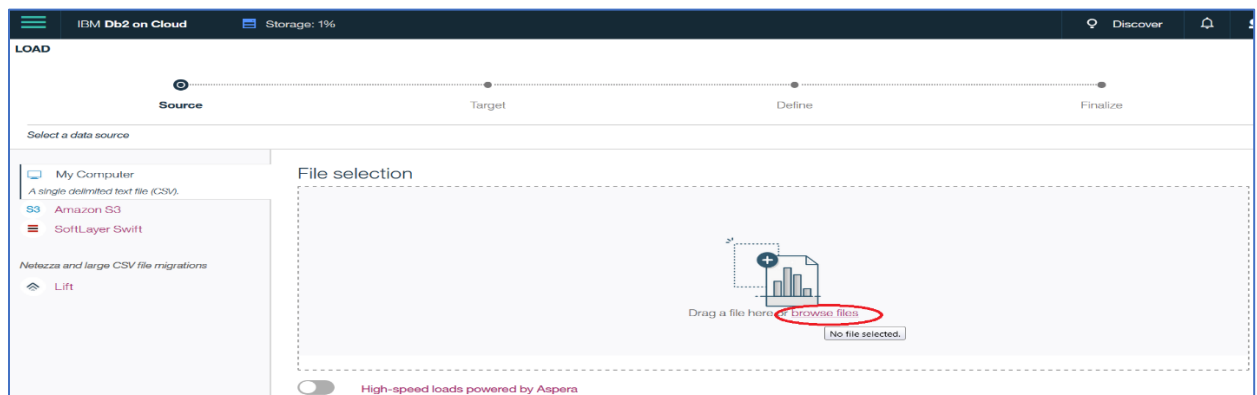 IBM Db2 on Cloud Storage: 1% Discover
LOAD
Source Target Define Finalize
Select a data source
My Computer
A single delimited text file (CSV).
S3 Amazon S3
SoftLayer Swift
Netezza and large CSV file migrations
Lift
File selection
Drag a file here or browse files
No file selected.
High-speed loads powered by Aspera